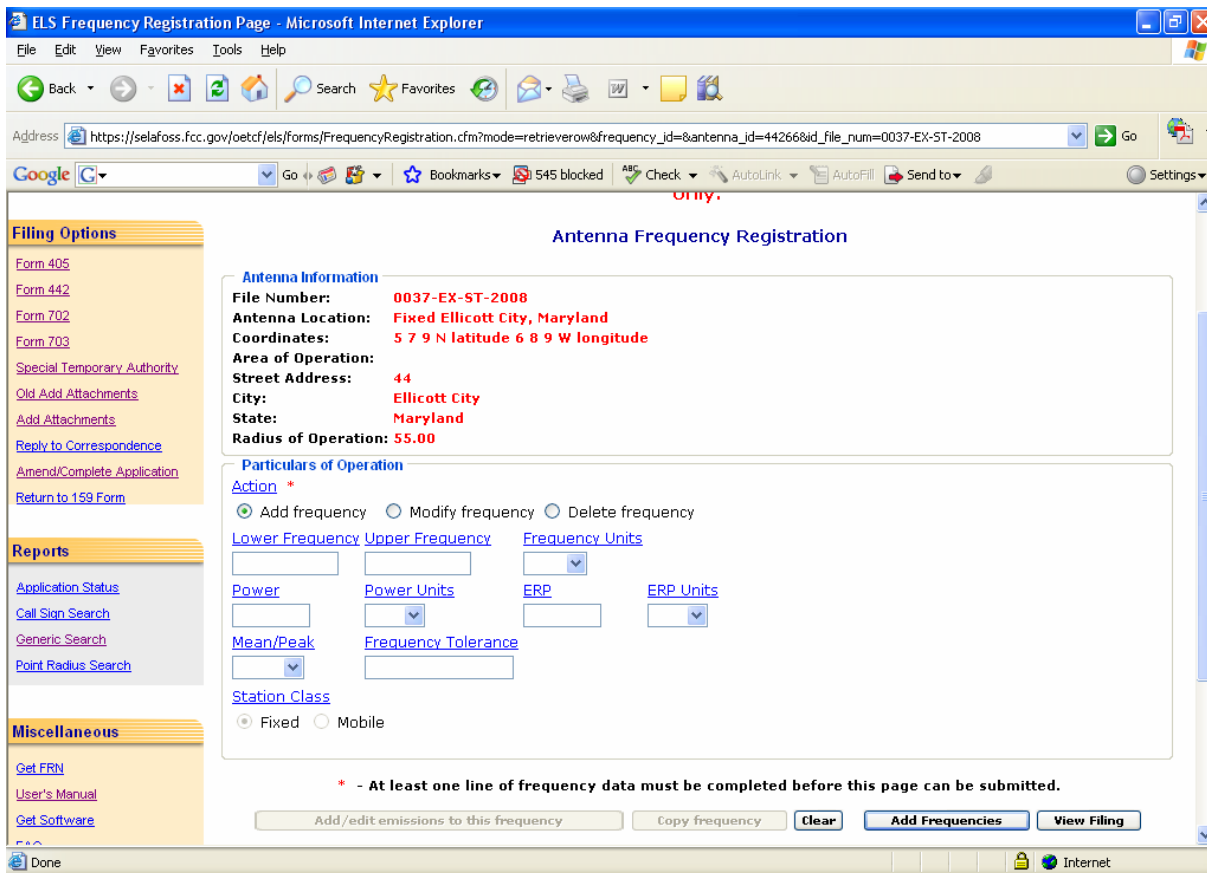 ELS Frequency Registration Page - Microsoft Internet Explorer
File Edit View Favorites Tools Help
Back Search Favorites
Address https://selafoss.fcc.gov/oetcf/els/forms/FrequencyRegistration.cfm?mode=retrieverow&frequency_id=&antenna_id=44266&id_file_num=0037-EX-ST-2008 Go
Google G Go Bookmarks 545 blocked ABC Check AutoLink AutoFill Send to Settings
only.
Filing Options
Form 405
Form 442
Form 702
Form 703
Special Temporary Authority
Old Add Attachments
Add Attachments
Reply to Correspondence
Amend/Complete Application
Return to 159 Form
Reports
Application Status
Call Sign Search
Generic Search
Point Radius Search
Miscellaneous
Get FRN
User's Manual
Get Software
Antenna Frequency Registration
Antenna Information
File Number: 0037-EX-ST-2008
Antenna Location: Fixed Ellicott City, Maryland
Coordinates: 5 7 9 N latitude 6 8 9 W longitude
Area of Operation:
Street Address: 44
City: Ellicott City
State: Maryland
Radius of Operation: 55.00
Particulars of Operation
Action *
Add frequency Modify frequency Delete frequency
Lower Frequency Upper Frequency Frequency Units
Power Power Units ERP ERP Units
Mean/Peak Frequency Tolerance
Station Class
Fixed Mobile
* - At least one line of frequency data must be completed before this page can be submitted.
Add/edit emissions to this frequency Copy frequency Clear Add Frequencies View Filing
Done Internet